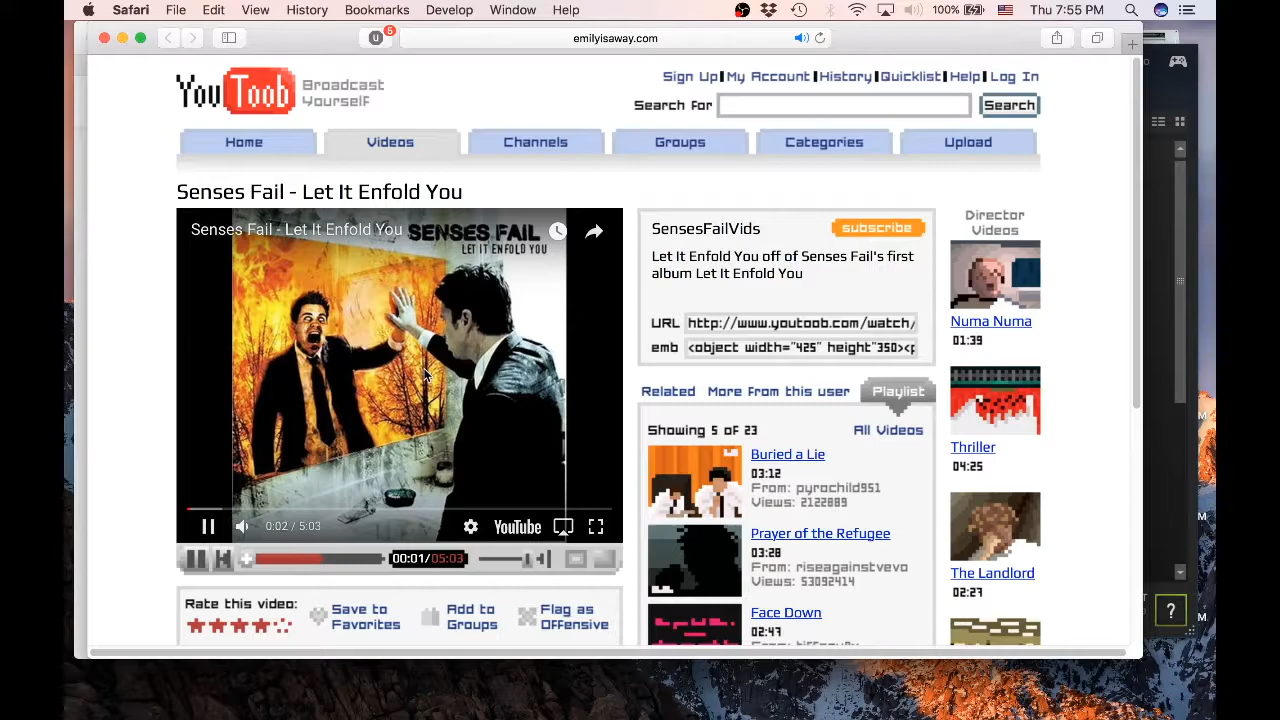 Safari File Edit View History Bookmarks Develop Window Help 100% Thu 7:55 PM
U 5 emilyisaway.com
YouToob Broadcast Yourself
Sign Up My Account History Quicklist Help Log In
Search for Search
Home Videos Channels Groups Categories Upload
Senses Fail - Let It Enfold You
Senses Fail - Let It Enfold You
SENSES FAIL
LET IT ENFOLD YOU
0:02 / 5:03 YouTube
00:01/05:03
Rate this video:
Save to Favorites
Add to Groups
Flag as Offensive
SensesFailVids subscribe
Let It Enfold You off of Senses Fail's first
album Let It Enfold You
URL http://www.youtoob.com/watch/
emb <object width="425" height"350><p
Related More from this user Playlist
Showing 5 of 23 All Videos
Buried a Lie
03:12
From: pyrochild951
Views: 2122889
Prayer of the Refugee
03:28
From: riseagainstvevo
Views: 53092414
Face Down
02:47
Director
Videos
Numa Numa
01:39
Thriller
04:25
The Landlord
02:27
M
M
?
M